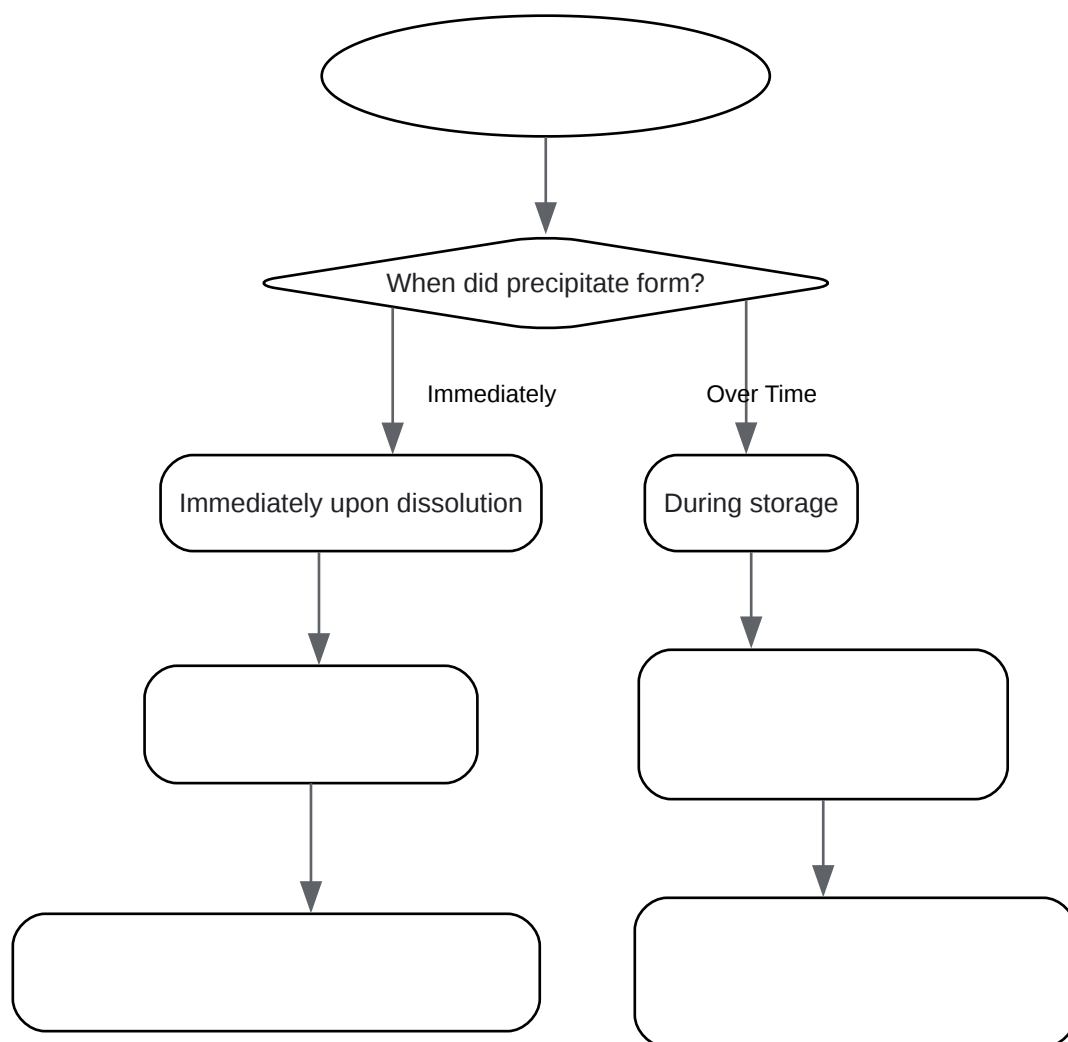 When did precipitate form?
Immediately
Over Time
Immediately upon dissolution
During storage